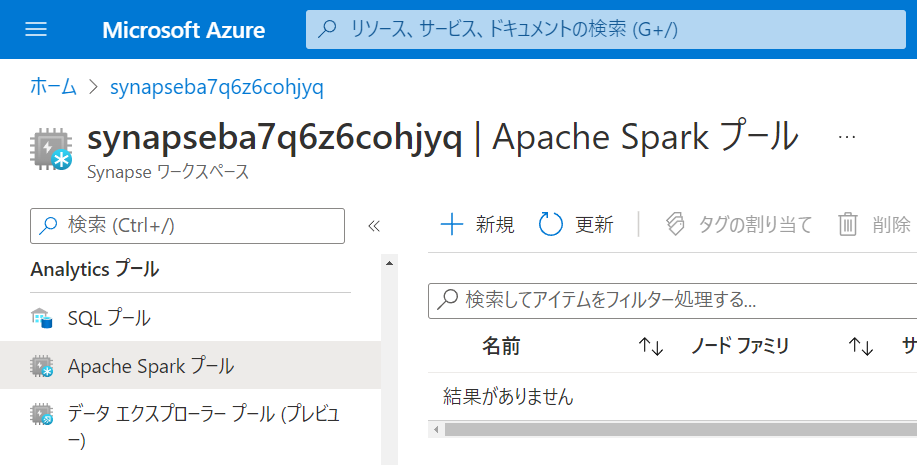 Microsoft Azure
リソース、サービス、ドキュメントの検索 (G+/)
ホーム > synapseba7q6z6cohjyq
synapseba7q6z6cohjyq | Apache Spark プール ...
Synapse ワークスペース
検索 (Ctrl+/) «
新規 更新 タグの割り当て 削除
Analytics プール
SQL プール
Apache Spark プール
データ エクスプローラー プール (プレビュ
ー)
検索してアイテムをフィルター処理する...
名前 ↑↓ ノード ファミリ ↑↓ サ
結果がありません